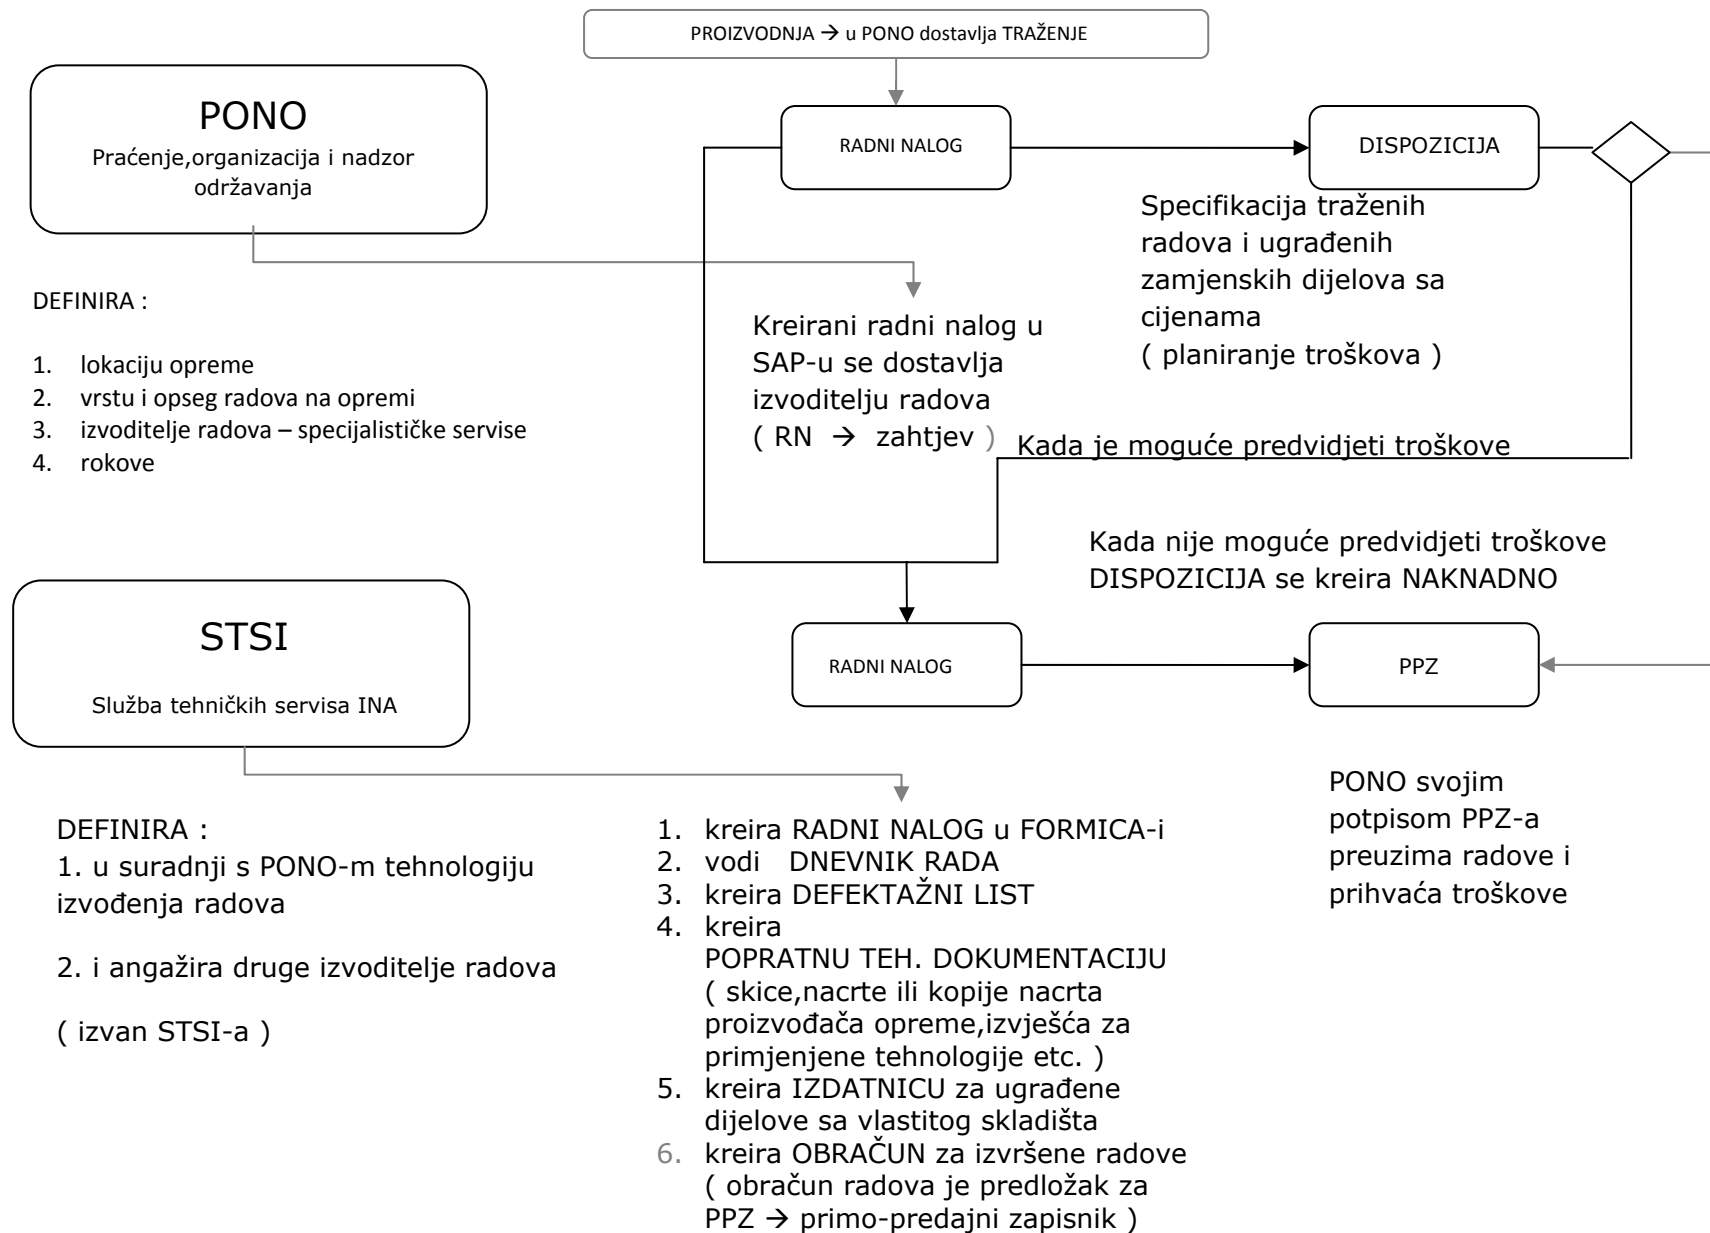 PROIZVODNJA → u PONO dostavlja TRAŽENJE
PONO
Praćenje,organizacija i nadzor
održavanja
RADNI NALOG
DISPOZICIJA
Specifikacija traženih
radova i ugrađenih
zamjenskih dijelova sa
cijenama
( planiranje troškova )
DEFINIRA :
1. lokaciju opreme
2. vrstu i opseg radova na opremi
3. izvoditelje radova – specijalističke servise
4. rokove
Kreirani radni nalog u
SAP-u se dostavlja
izvoditelju radova
( RN → zahtjev )
Kada je moguće predvidjeti troškove
Kada nije moguće predvidjeti troškove
DISPOZICIJA se kreira NAKNADNO
STSI
Služba tehničkih servisa INA
RADNI NALOG
PPZ
DEFINIRA :
1. u suradnji s PONO-m tehnologiju
izvođenja radova
2. i angažira druge izvoditelje radova
( izvan STSI-a )
1. kreira RADNI NALOG u FORMICA-i
2. vodi DNEVNIK RADA
3. kreira DEFEKTAŽNI LIST
4. kreira
POPRATNU TEH. DOKUMENTACIJU
( skice,nacrte ili kopije nacrta
proizvođača opreme,izvješća za
primjenjene tehnologije etc. )
5. kreira IZDATNICU za ugrađene
dijelove sa vlastitog skladišta
6. kreira OBRAČUN za izvršene radove
( obračun radova je predložak za
PPZ → primo-predajni zapisnik )
PONO svojim
potpisom PPZ-a
preuzima radove i
prihvaća troškove